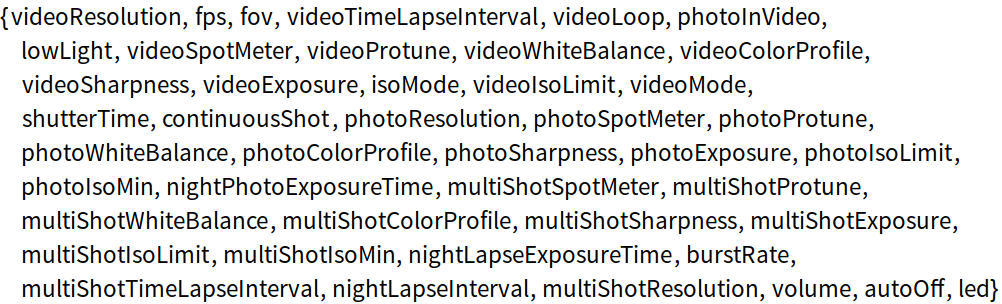 {videoResolution, fps, fov, videoTimeLapseInterval, videoLoop, photoInVideo,
lowLight, videoSpotMeter, videoProtune, videoWhiteBalance, videoColorProfile,
videoSharpness, videoExposure, isoMode, videoIsoLimit, videoMode,
shutterTime, continuousShot, photoResolution, photoSpotMeter, photoProtune,
photoWhiteBalance, photoColorProfile, photoSharpness, photoExposure, photoIsoLimit,
photoIsoMin, nightPhotoExposureTime, multiShotSpotMeter, multiShotProtune,
multiShotWhiteBalance, multiShotColorProfile, multiShotSharpness, multiShotExposure,
multiShotIsoLimit, multiShotIsoMin, nightLapseExposureTime, burstRate,
multiShotTimeLapseInterval, nightLapseInterval, multiShotResolution, volume, autoOff, led}